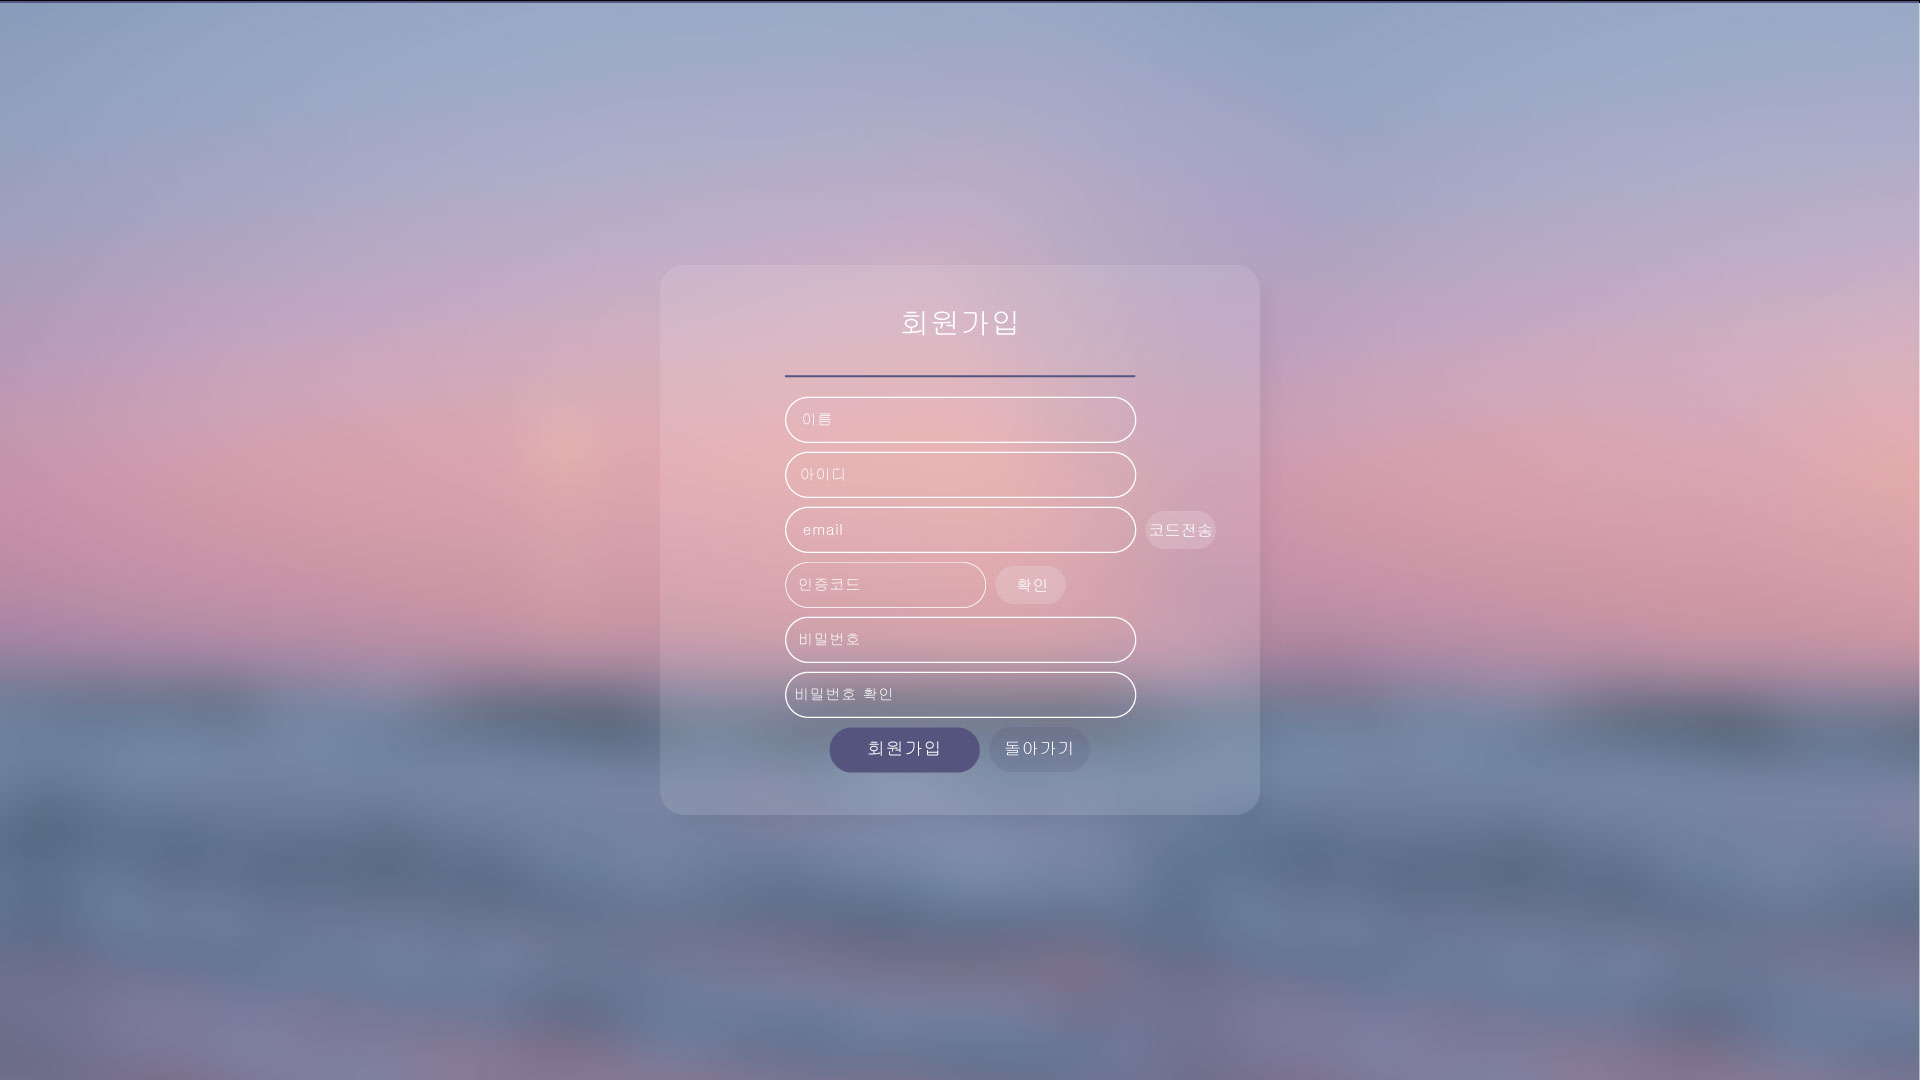 회원가입
이름
아이디
email 코드전송
인증코드 확인
비밀번호
비밀번호 확인
회원가입 돌아가기